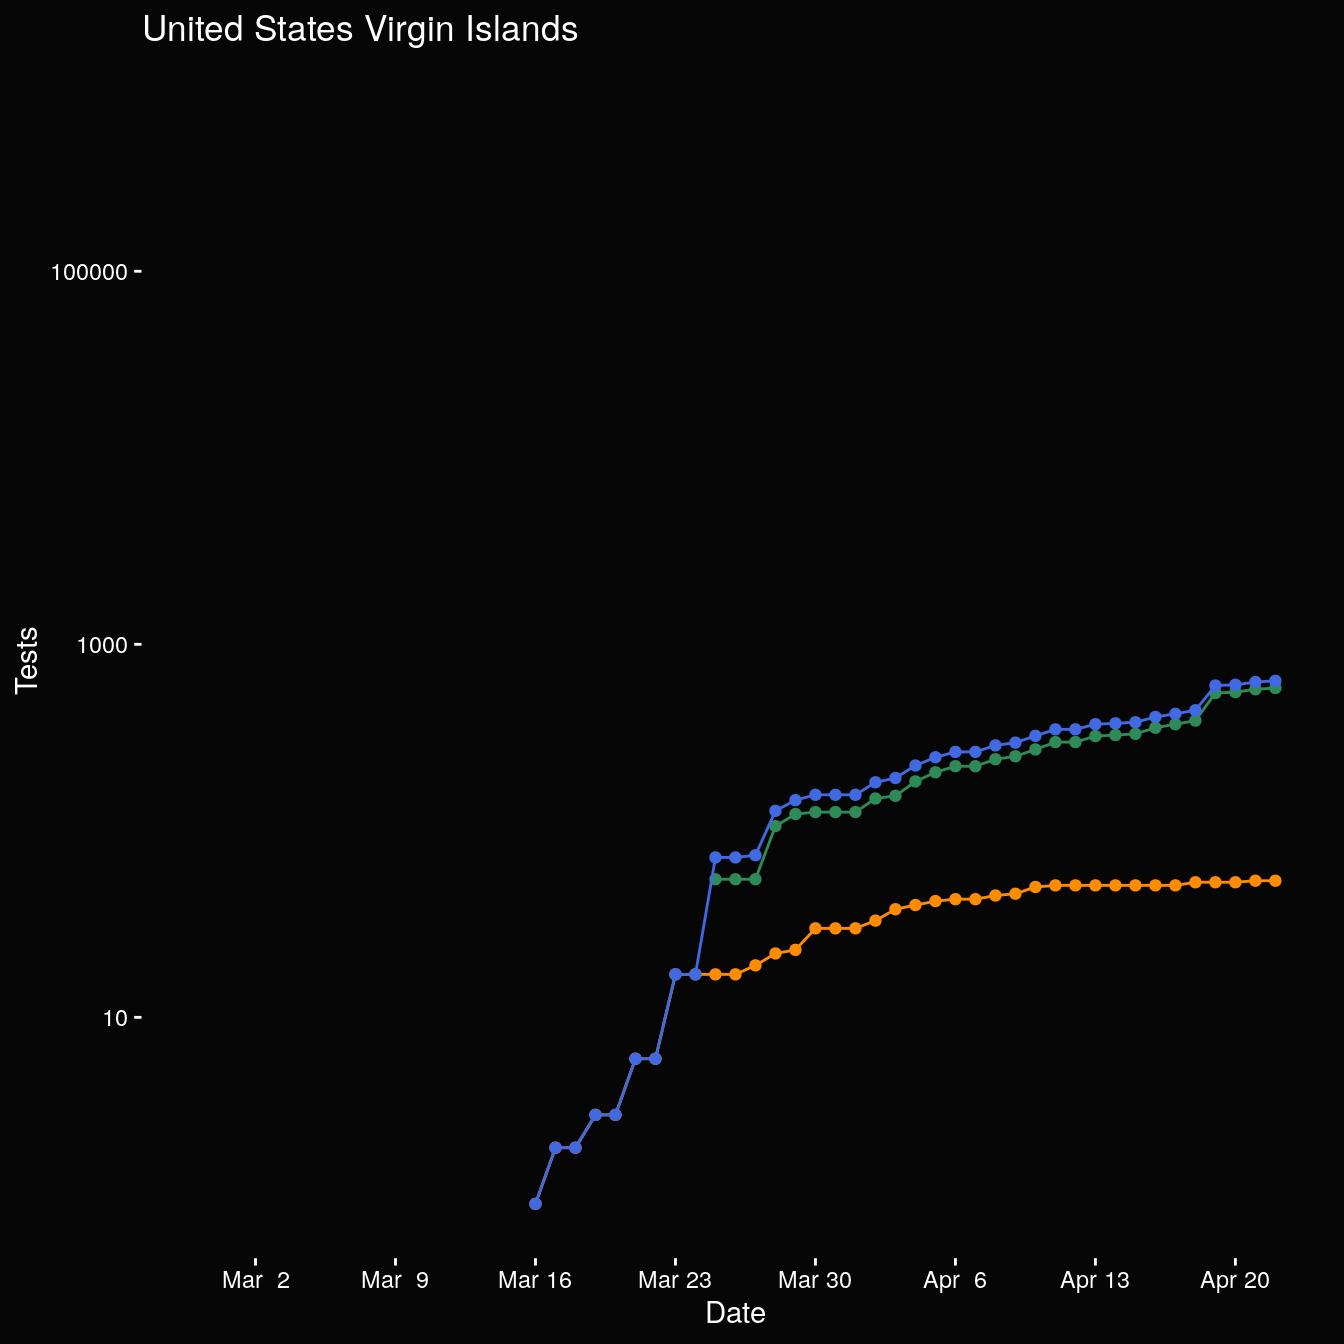 United States Virgin Islands
100000
1000
10
Tests
Mar  2
Mar  9
Mar 16
Mar 23
Mar 30
Apr  6
Apr 13
Apr 20
Date